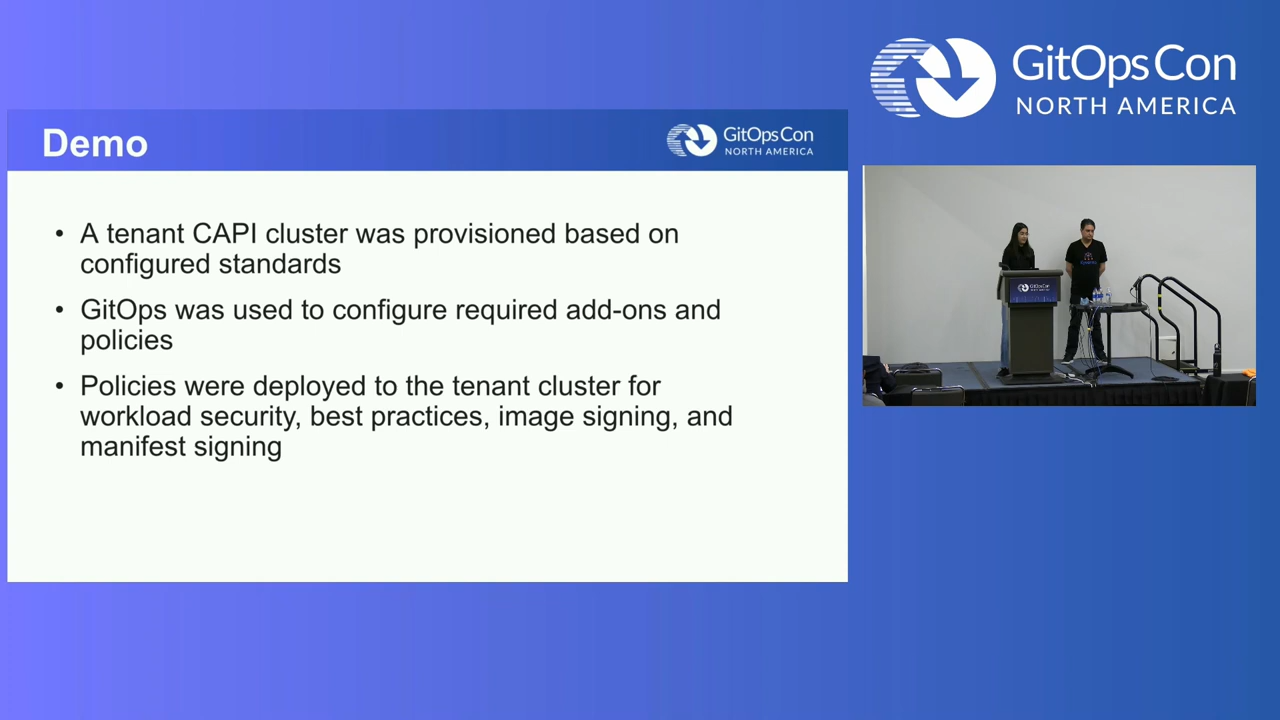 GitOpsCon
NORTH AMERICA
Demo
GitOpsCon
NORTH AMERICA
• A tenant CAPI cluster was provisioned based on
configured standards
• GitOps was used to configure required add-ons and
policies
• Policies were deployed to the tenant cluster for
workload security, best practices, image signing, and
manifest signing